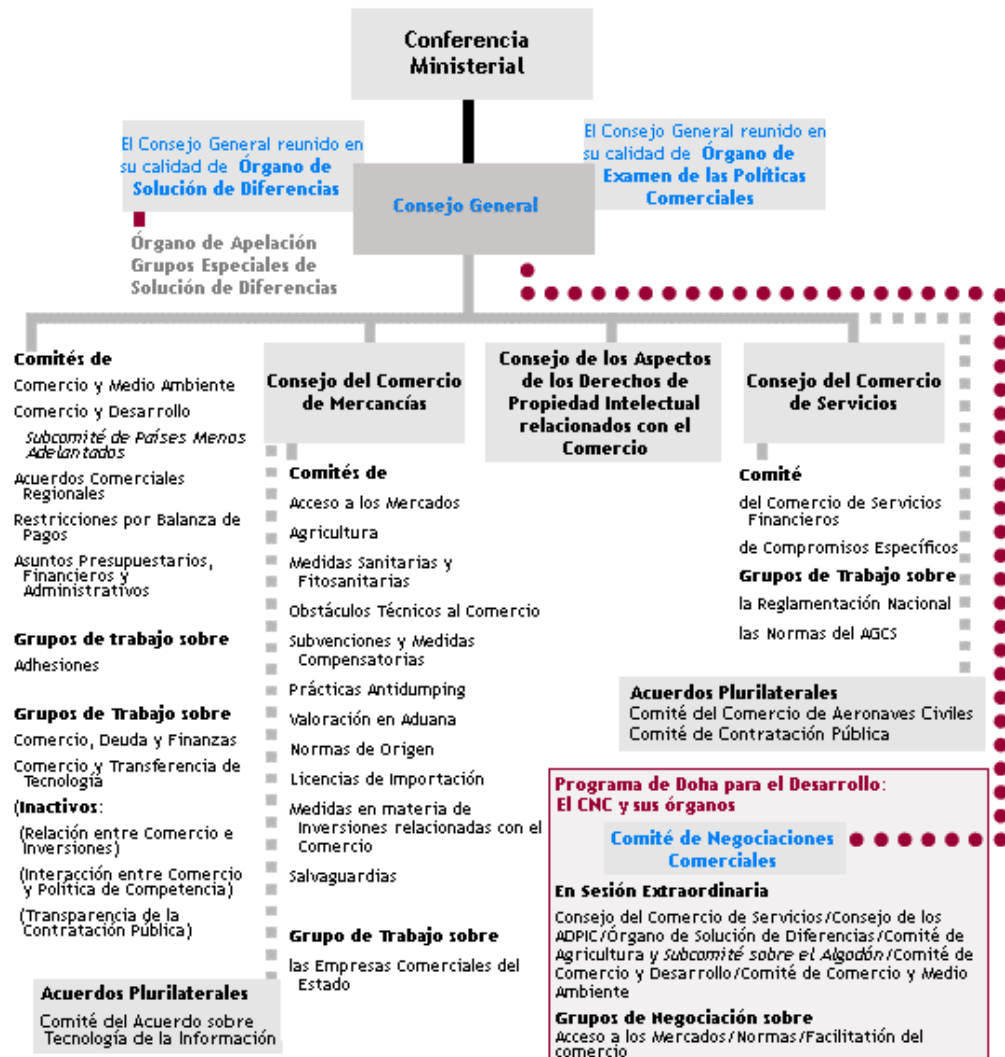 Conferencia
Ministerial
El Consejo General reunido en
su calidad de Órgano de
Solución de Diferencias
El Consejo General reunido en
su calidad de Órgano de
Examen de las Políticas
Comerciales
Consejo General
Órgano de Apelación
Grupos Especiales de
Solución de Diferencias
Comités de
Comercio y Medio Ambiente
Comercio y Desarrollo
Subcomité de Países Menos
Adelantados
Acuerdos Comerciales
Regionales
Restricciones por Balanza de
Pagos
Asuntos Presupuestarios,
Financieros y
Administrativos
Grupos de trabajo sobre
Adhesiones
Grupos de Trabajo sobre
Comercio, Deuda y Finanzas
Comercio y Transferencia de
Tecnología
(Inactivos:
(Relación entre Comercio e
Inversiones)
(Interacción entre Comercio
y Política de Competencia)
(Transparencia de la
Contratación Pública)
Acuerdos Plurilaterales
Comité del Acuerdo sobre
Tecnología de la Información
Consejo del Comercio
de Mercancías
Comités de
Acceso a los Mercados
Agricultura
Medidas Sanitarias y
Fitosanitarias
Obstáculos Técnicos al Comercio
Subvenciones y Medidas
Compensatorias
Prácticas Antidumping
Valoración en Aduana
Normas de Origen
Licencias de Importación
Medidas en materia de
Inversiones relacionadas con el
Comercio
Salvaguardias
Grupo de Trabajo sobre
las Empresas Comerciales del
Estado
Consejo de los Aspectos
de los Derechos de
Propiedad Intelectual
relacionados con el
Comercio
Consejo del Comercio
de Servicios
Comité
del Comercio de Servicios
Financieros
de Compromisos Específicos
Grupos de Trabajo sobre
la Reglamentación Nacional
las Normas del AGCS
Acuerdos Plurilaterales
Comité del Comercio de Aeronaves Civiles
Comité de Contratación Pública
Programa de Doha para el Desarrollo:
El CNC y sus órganos
Comité de Negociaciones
Comerciales
En Sesión Extraordinaria
Consejo del Comercio de Servicios/Consejo de los
ADPIC/Órgano de Solución de Diferencias/Comité de
Agricultura y Subcomité sobre el Algodón/Comité de
Comercio y Desarrollo/Comité de Comercio y Medio
Ambiente
Grupos de Negociación sobre
Acceso a los Mercados/Normas/Facilitatión del
comercio